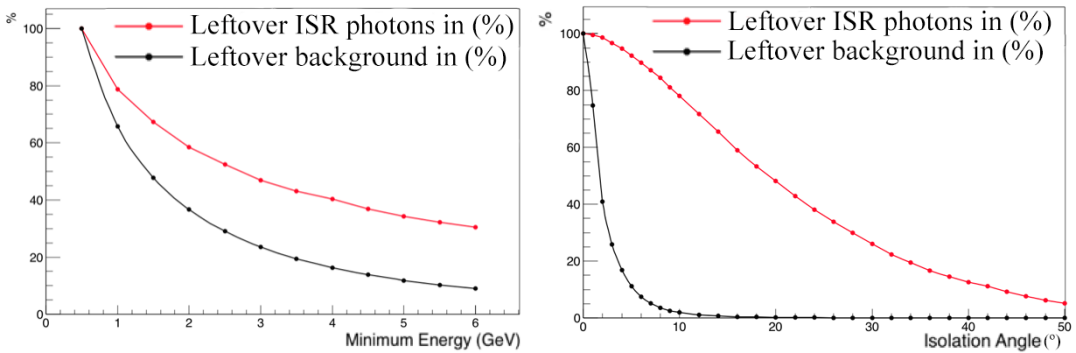 %
Leftover ISR photons in (%)
Leftover background in (%)
100
80
60
40
20
0
0 1 2 3 4 5 6
Minimum Energy (GeV)
%
Leftover ISR photons in (%)
Leftover background in (%)
100
80
60
40
20
0
0 10 20 30 40 50
Isolation Angle (°)